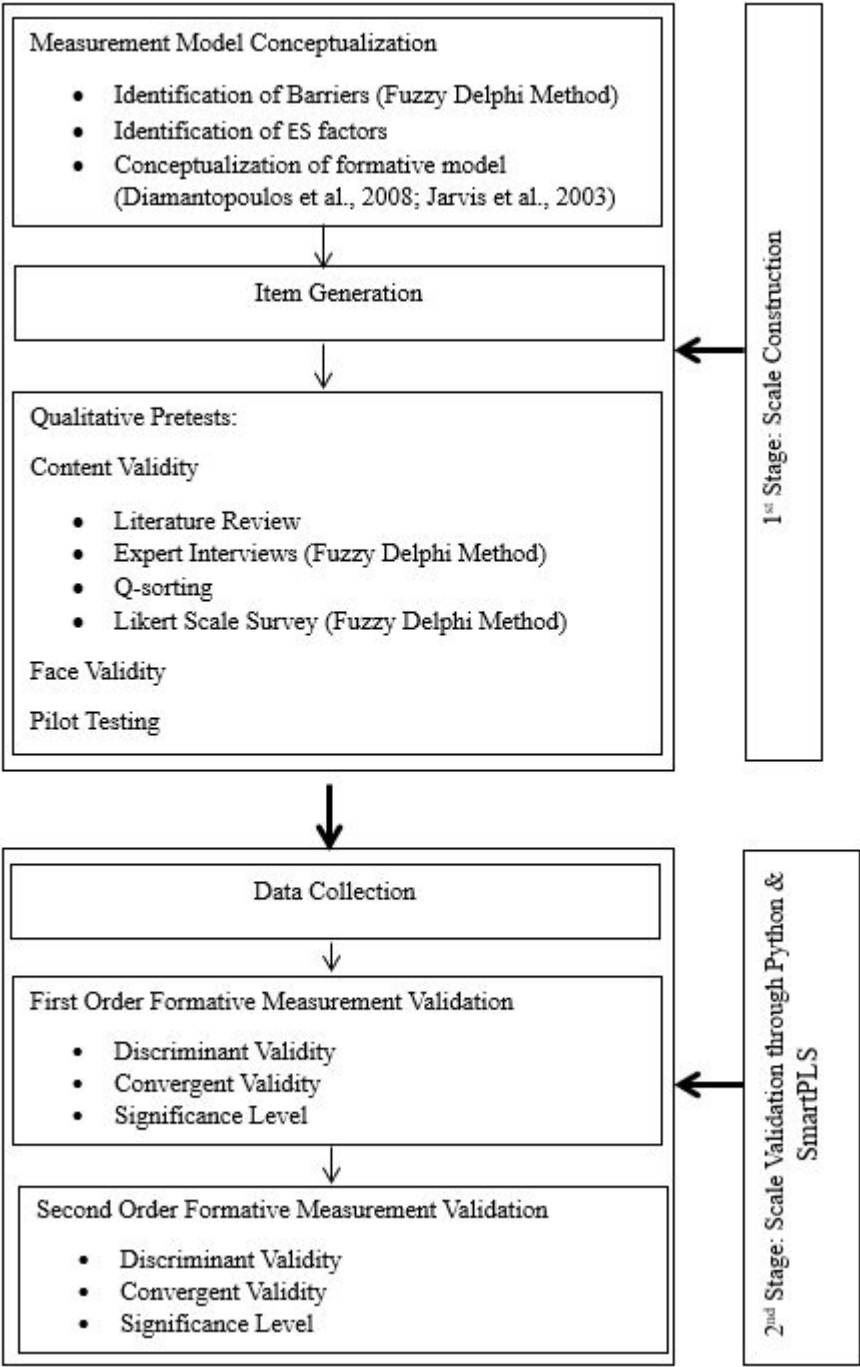 Measurement Model Conceptualization
• Identification of Barriers (Fuzzy Delphi Method)
• Identification of ES factors
• Conceptualization of formative model
(Diamantopoulos et al., 2008; Jarvis et al., 2003)
Item Generation
Qualitative Pretests:
Content Validity
• Literature Review
• Expert Interviews (Fuzzy Delphi Method)
• Q-sorting
• Likert Scale Survey (Fuzzy Delphi Method)
Face Validity
Pilot Testing
1st Stage: Scale Construction
Data Collection
First Order Formative Measurement Validation
• Discriminant Validity
• Convergent Validity
• Significance Level
Second Order Formative Measurement Validation
• Discriminant Validity
• Convergent Validity
• Significance Level
2nd Stage: Scale Validation through Python &
SmartPLS